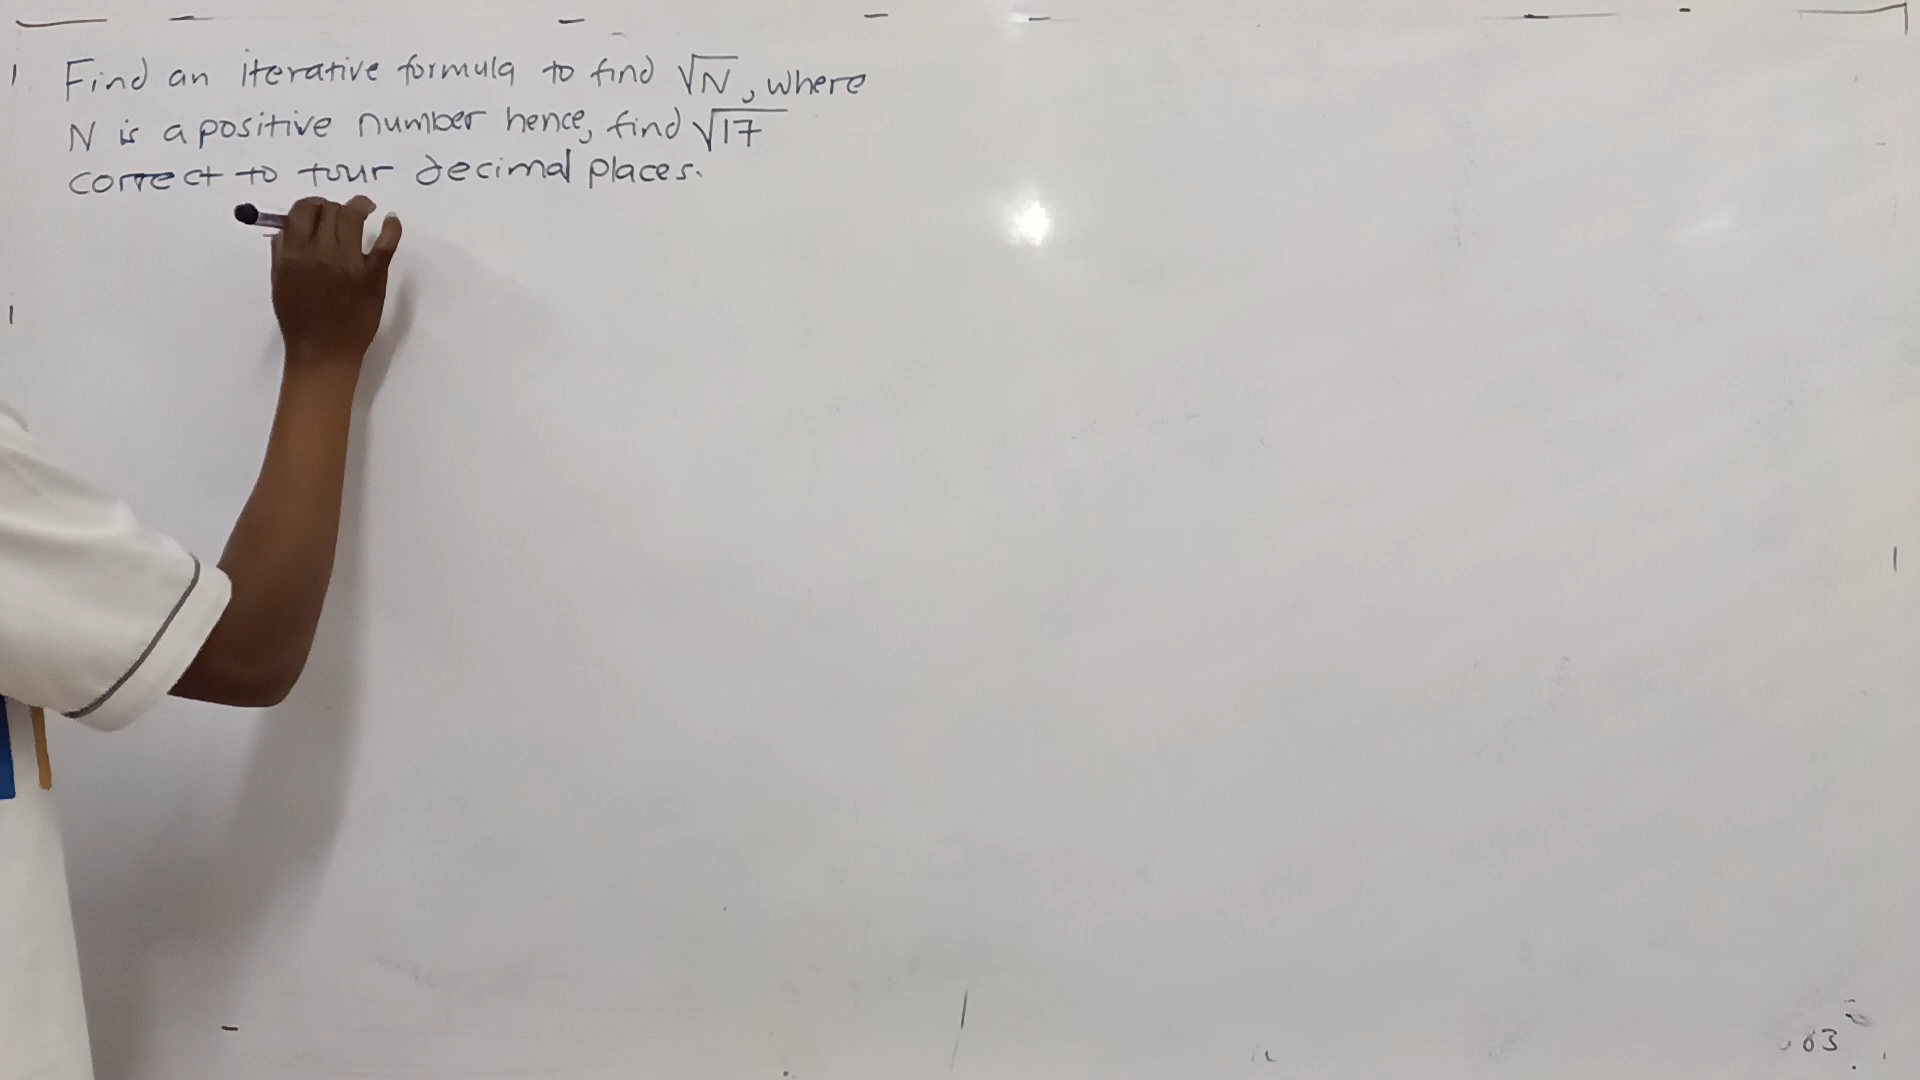 1 Find an iterative formula to find √N, where
N is a positive number hence, find √17
correct to four decimal places.
03